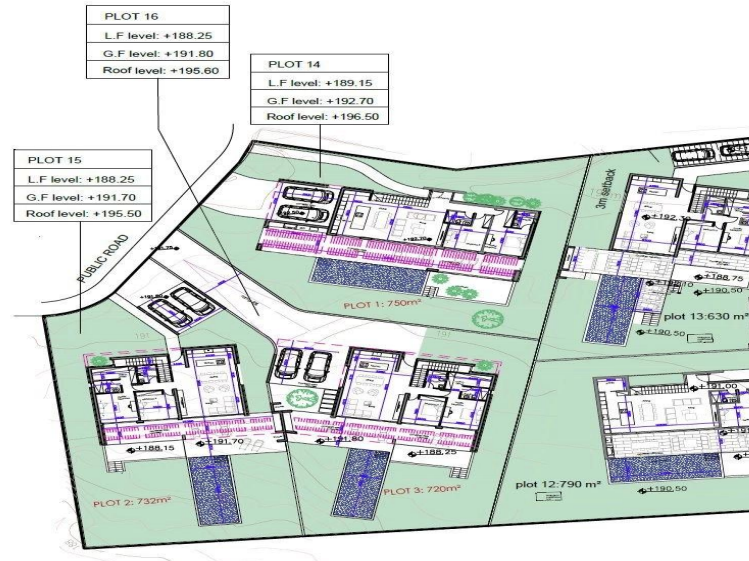 PLOT 16
L.F level: +188.25
G.F level: +191.80
Roof level: +195.60
PLOT 14
L.F level: +189.15
G.F level: +192.70
Roof level: +196.50
PLOT 15
L.F level: +188.25
G.F level: +191.70
Roof level: +195.50
PUBLIC ROAD
3m setback
PLOT 1: 750m²
+188.75
+190.50
plot 13:630 m²
+190.50
191
191
+191.00
+188.15
+191.70
+191.80
+188.25
PLOT 2: 732m²
PLOT 3: 720m²
plot 12:790 m²
+190.50